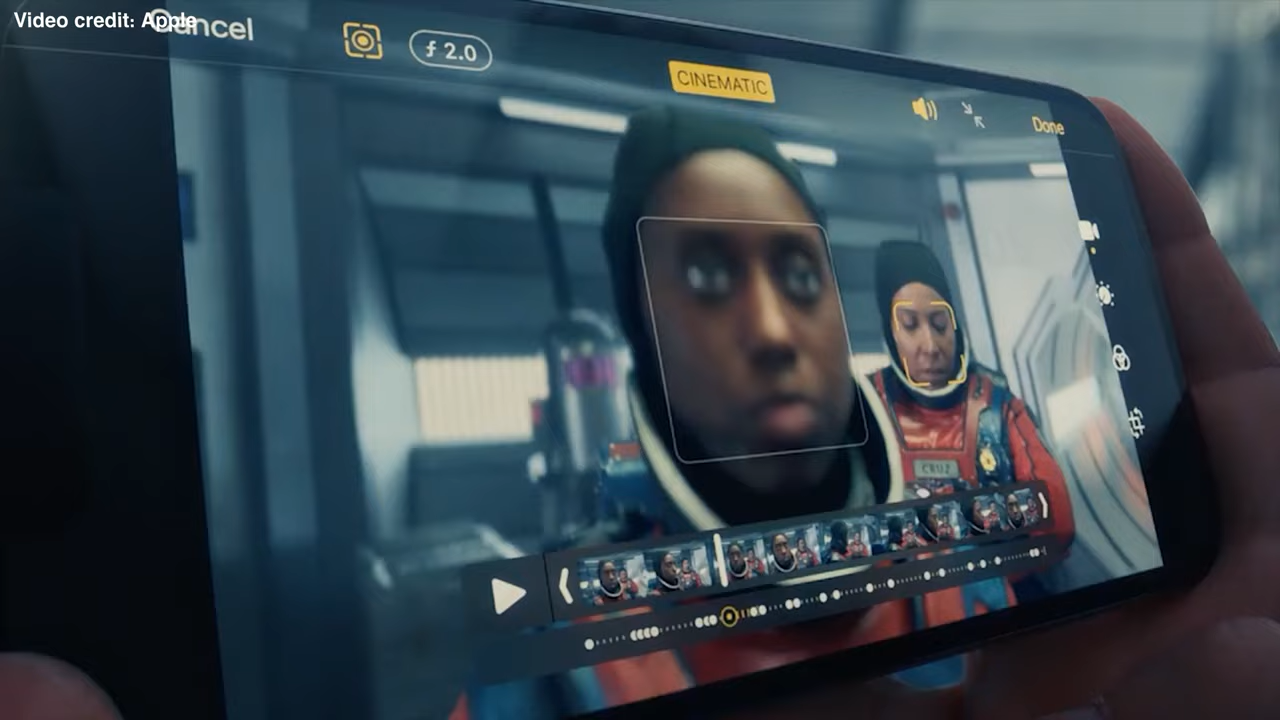 Video credit: Apple
Cancel
ƒ 2.0
CINEMATIC
Done
CRUZ